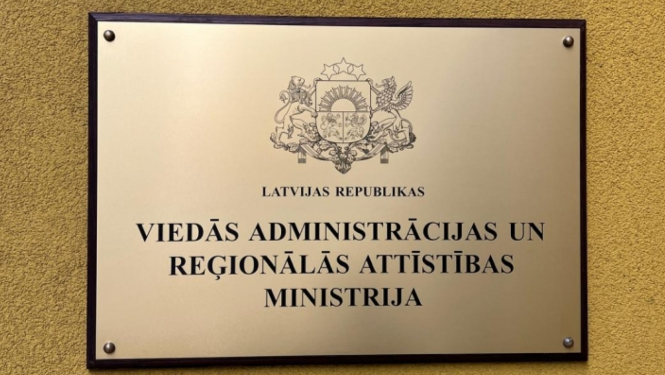 LATVIJAS REPUBLIKAS
VIEDĀS ADMINISTRĀCIJAS UN
REĢIONĀLĀS ATTĪSTĪBAS
MINISTRIJA